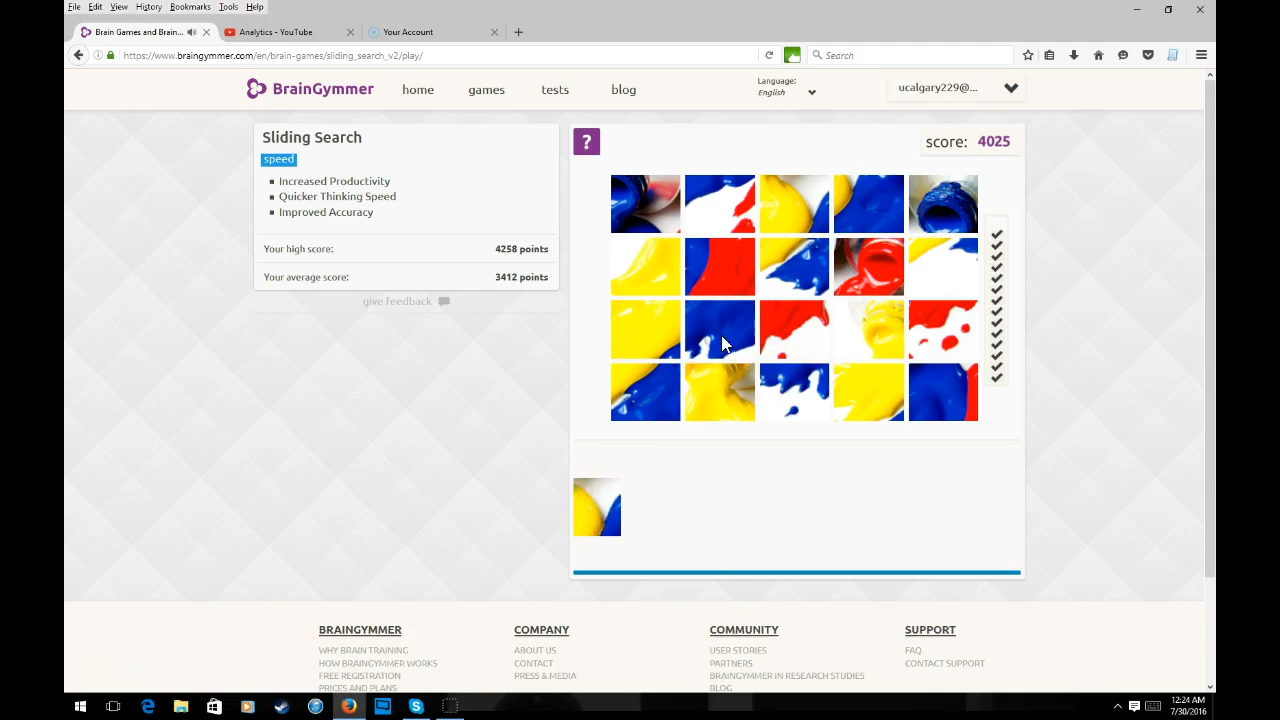 File Edit View History Bookmarks Tools Help
Brain Games and Brain...
Analytics - YouTube
Your Account
https://www.braingymmer.com/en/brain-games/sliding_search_v2/play/
Search
BrainGymmer
home
games
tests
blog
Language:
English
ucalgary229@...
Sliding Search
speed
Increased Productivity
Quicker Thinking Speed
Improved Accuracy
Your high score: 4258 points
Your average score: 3412 points
give feedback
?
score: 4025
BRAINGYMMER
WHY BRAIN TRAINING
HOW BRAINGYMMER WORKS
FREE REGISTRATION
PRICES AND PLANS
COMPANY
ABOUT US
CONTACT
PRESS & MEDIA
COMMUNITY
USER STORIES
PARTNERS
BRAINGYMMER IN RESEARCH STUDIES
BLOG
SUPPORT
FAQ
CONTACT SUPPORT
12:24 AM
7/30/2016